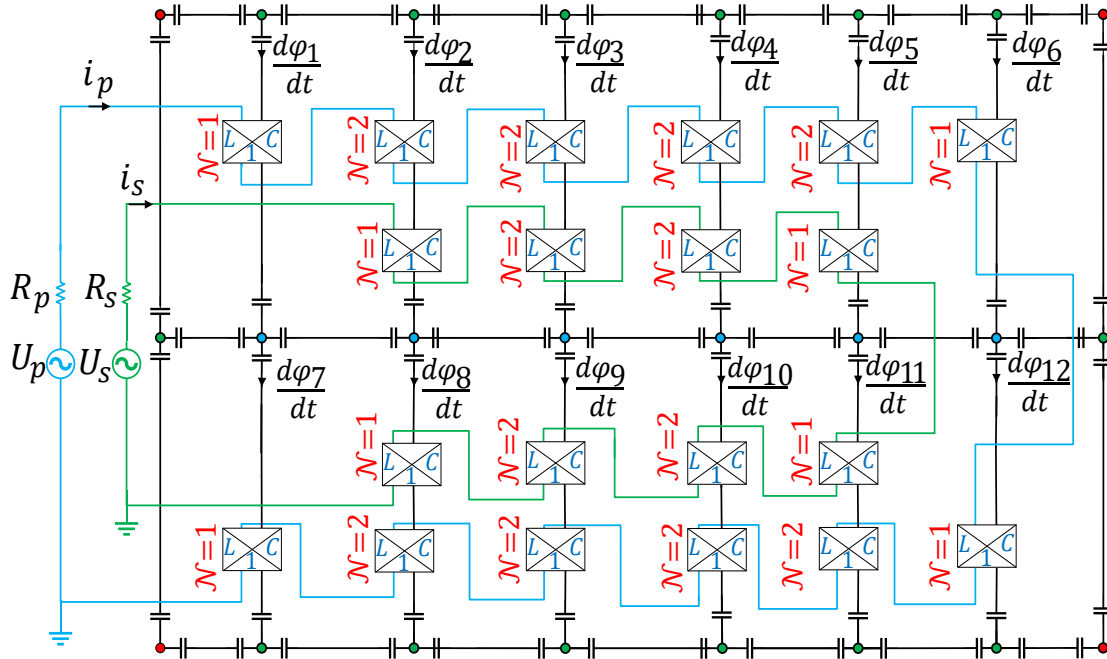 dφ₁/dt dφ₂/dt dφ₃/dt dφ₄/dt dφ₅/dt dφ₆/dt
i_p
L 1 C L 1 C L 1 C L 1 C L 1 C L 1 C
𝒩=1 𝒩=2 𝒩=2 𝒩=2 𝒩=2 𝒩=1
i_s
L 1 C L 1 C L 1 C L 1 C
𝒩=1 𝒩=2 𝒩=2 𝒩=1
R_p R_s
U_p U_s
dφ₇/dt dφ₈/dt dφ₉/dt dφ₁₀/dt dφ₁₁/dt dφ₁₂/dt
𝒩=1 𝒩=2 𝒩=2 𝒩=1
L 1 C L 1 C L 1 C L 1 C
𝒩=1 𝒩=2 𝒩=2 𝒩=2 𝒩=2 𝒩=1
L 1 C L 1 C L 1 C L 1 C L 1 C L 1 C